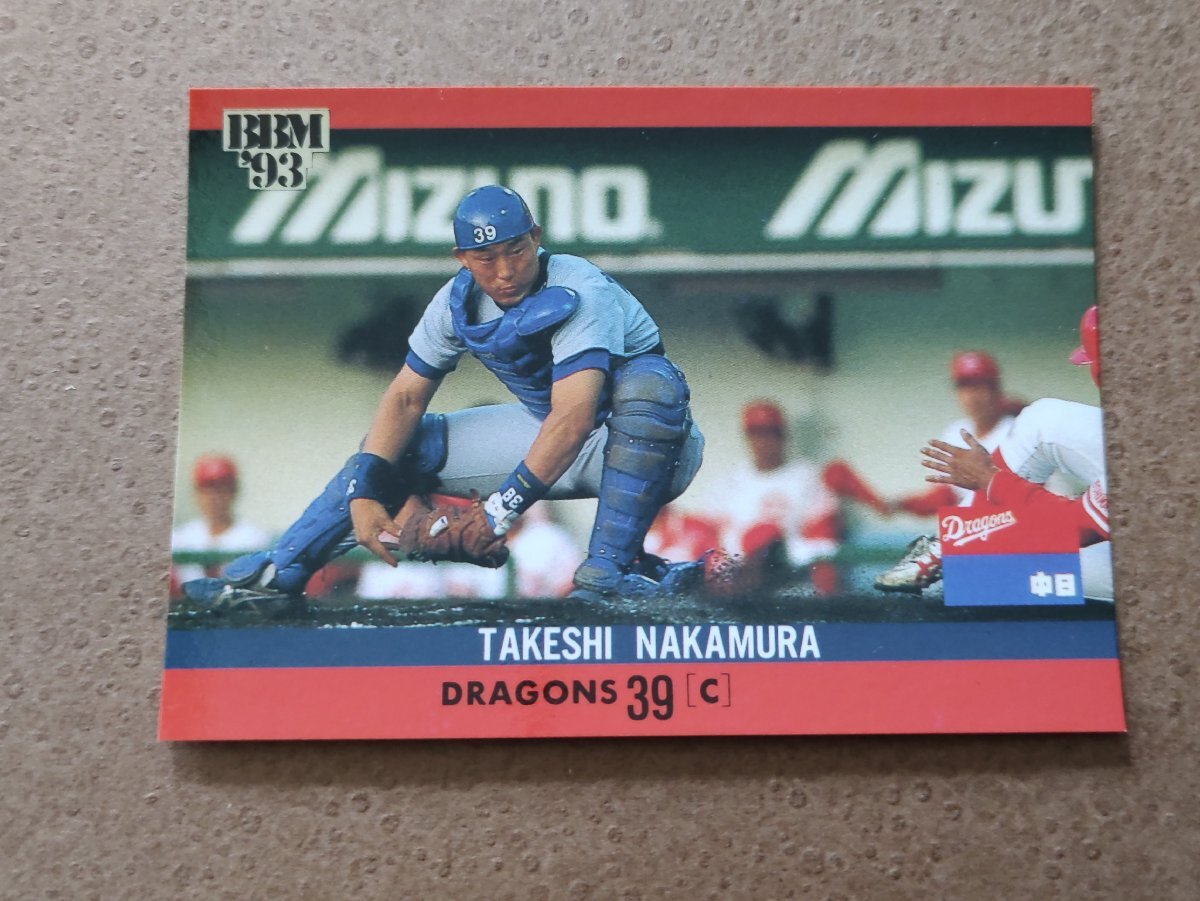 BBM
'93
MIZUNO
MIZU
39
Dragons
中日
TAKESHI NAKAMURA
DRAGONS 39 [C]